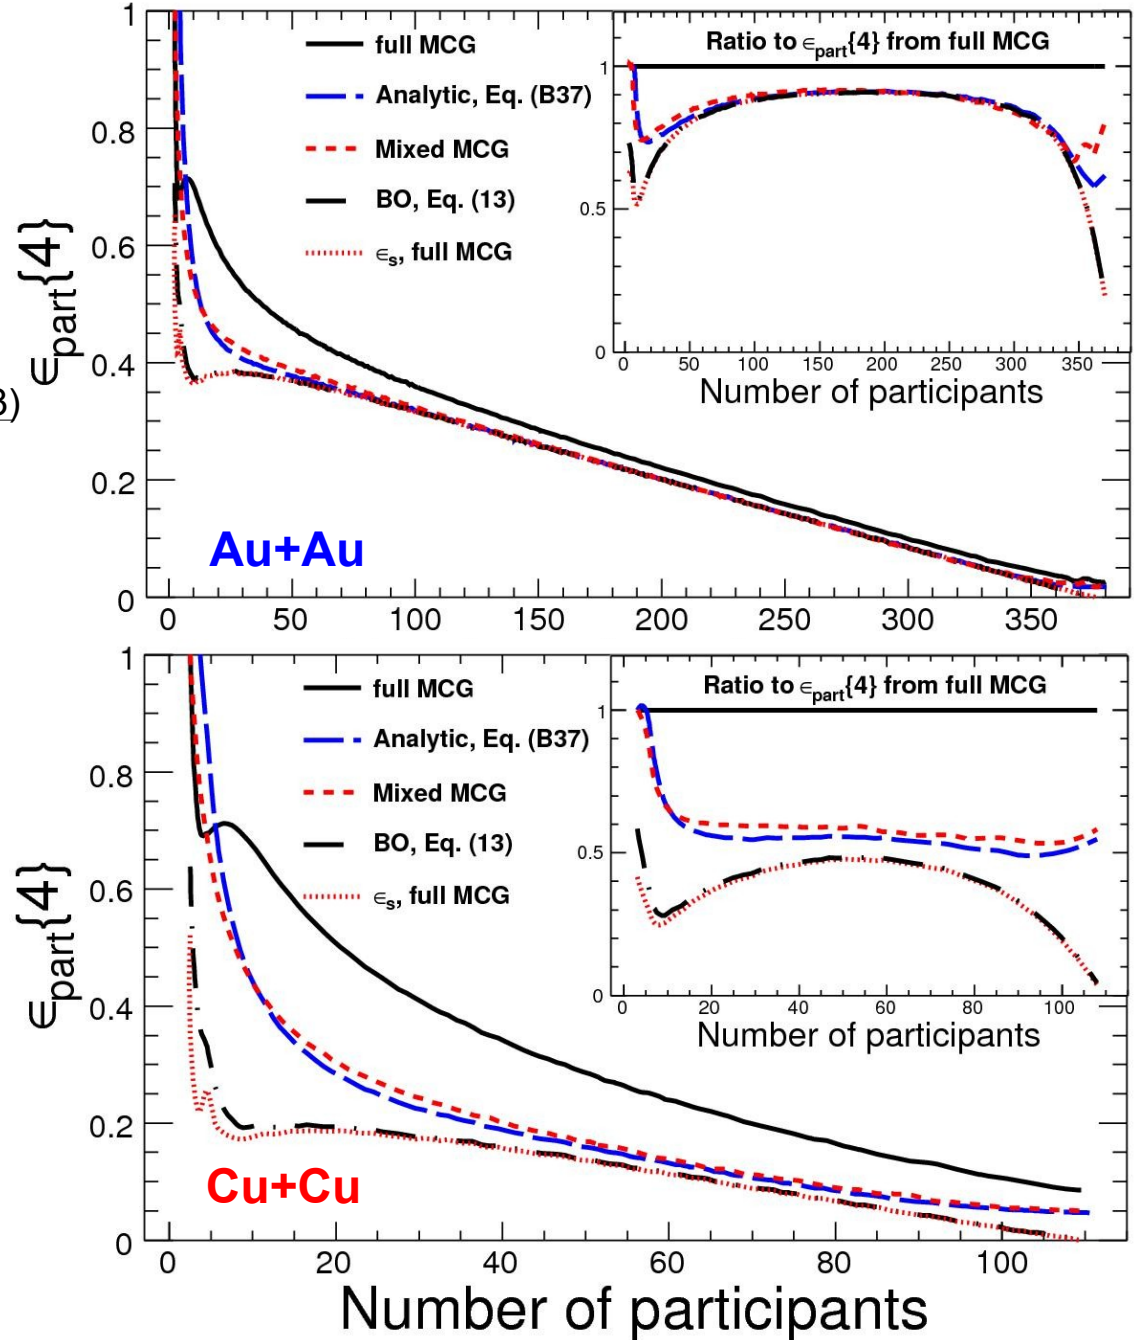 1
0.8
0.6
0.4
0.2
0
ϵpart{4}
3)
full MCG
Analytic, Eq. (B37)
Mixed MCG
BO, Eq. (13)
ϵs, full MCG
Ratio to ϵpart{4} from full MCG
1
0.5
0
0 50 100 150 200 250 300 350
Number of participants
Au+Au
0 50 100 150 200 250 300 350
1
0.8
0.6
0.4
0.2
0
ϵpart{4}
full MCG
Analytic, Eq. (B37)
Mixed MCG
BO, Eq. (13)
ϵs, full MCG
Ratio to ϵpart{4} from full MCG
1
0.5
0
0 20 40 60 80 100
Number of participants
Cu+Cu
0 20 40 60 80 100
Number of participants